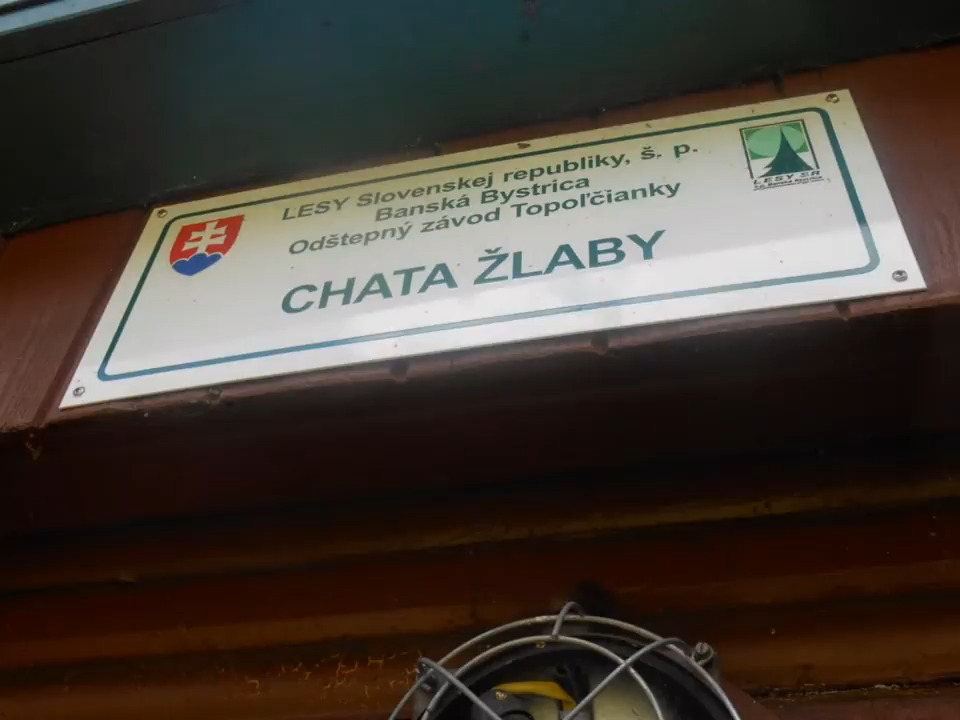 LESY Slovenskej republiky, š. p.
Banská Bystrica
Odštepný závod Topoľčianky
CHATA ŽLABY
LESY SR